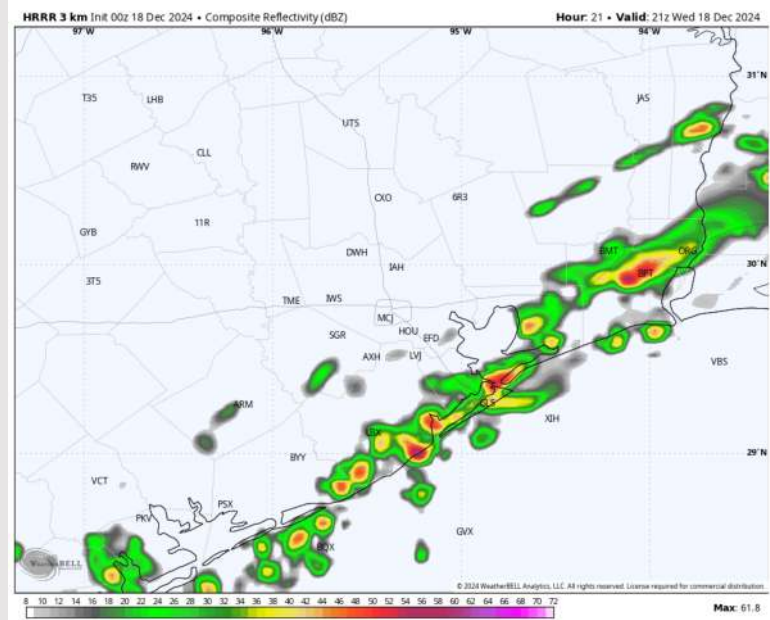 HRRR 3 km Init 00z 18 Dec 2024 • Composite Reflectivity (dBZ) Hour: 21 • Valid: 21z Wed 18 Dec 2024
97°W 96°W 95°W 94°W
31°N
T35 LHB JAS
UTS
CLL
RWV
CXO 6R3
11R
GYB
DWH BMT ORG
IAH 30°N
3T5 BPT
TME IWS
MCJ
SGR HOU EFD
AXH LVJ VBS
ARM GLS
XIH
LBX
BYY 29°N
VCT
PSX
PKV
GVX
BQX
WeatherBELL
© 2024 WeatherBELL Analytics, LLC. All rights reserved. License required for commercial distribution.
8 10 12 14 16 18 20 22 24 26 28 30 32 34 36 38 40 42 44 46 48 50 52 54 56 58 60 62 64 66 68 70 72 Max: 61.8